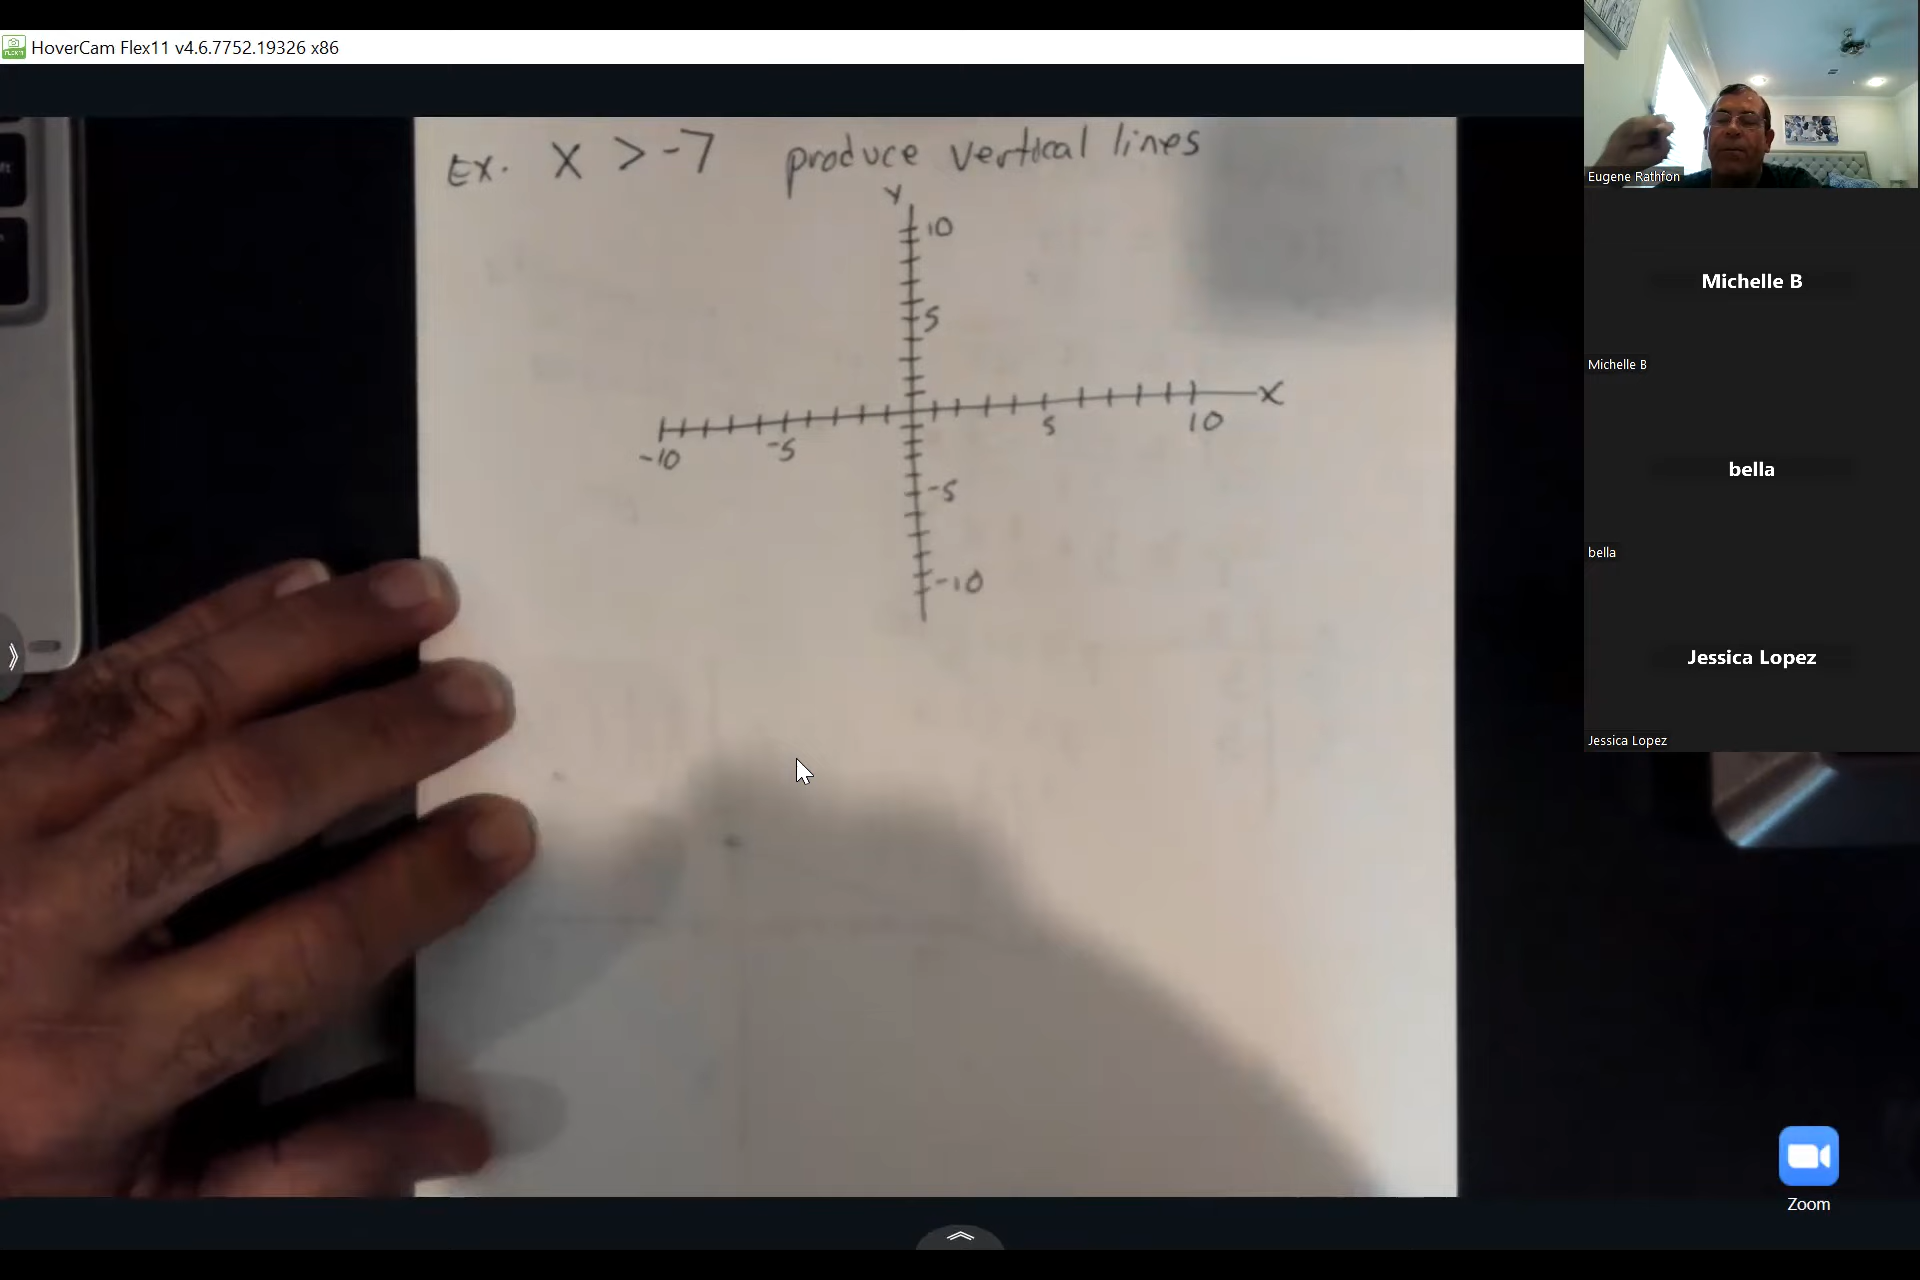 HoverCam Flex11 v4.6.7752.19326 x86
Ex. X > -7 produce vertical lines
Y
10
5
X
-10 -5 5 10
-5
-10
Eugene Rathfon
Michelle B
Michelle B
bella
bella
Jessica Lopez
Jessica Lopez
Zoom